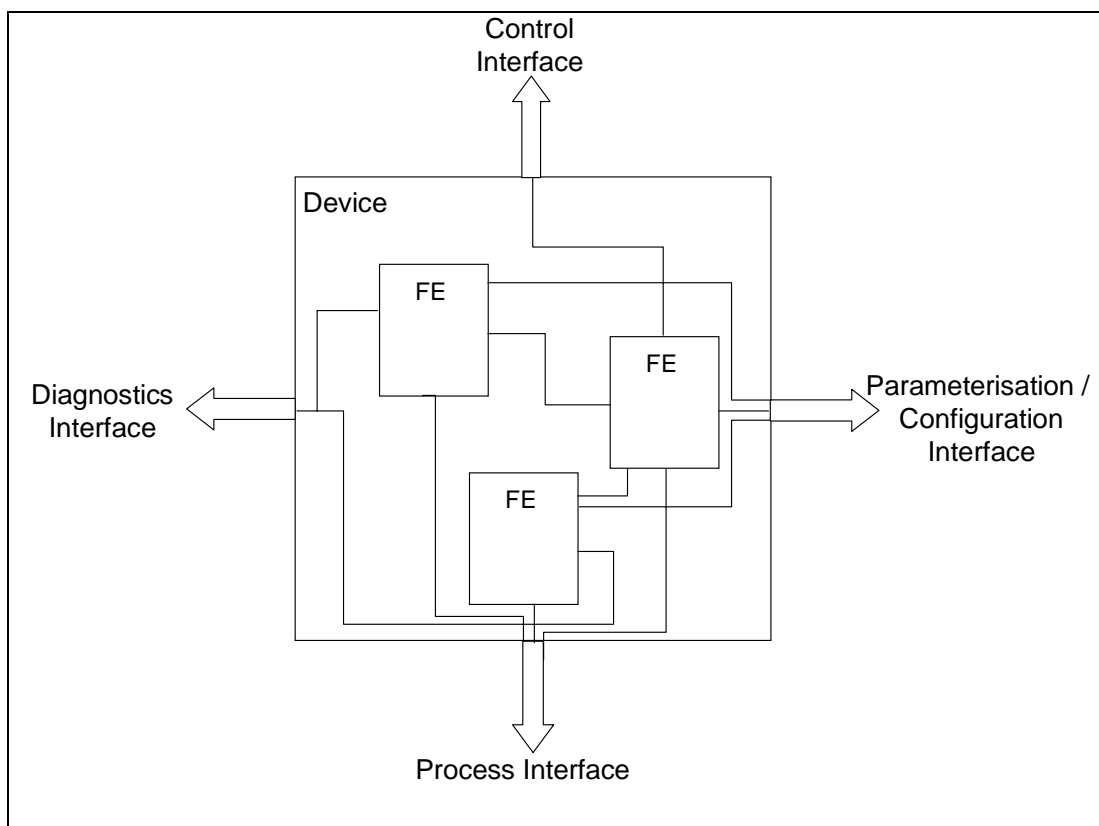 Control
Interface
Device
FE
FE
Diagnostics
Interface
Parameterisation /
Configuration
Interface
FE
Process Interface